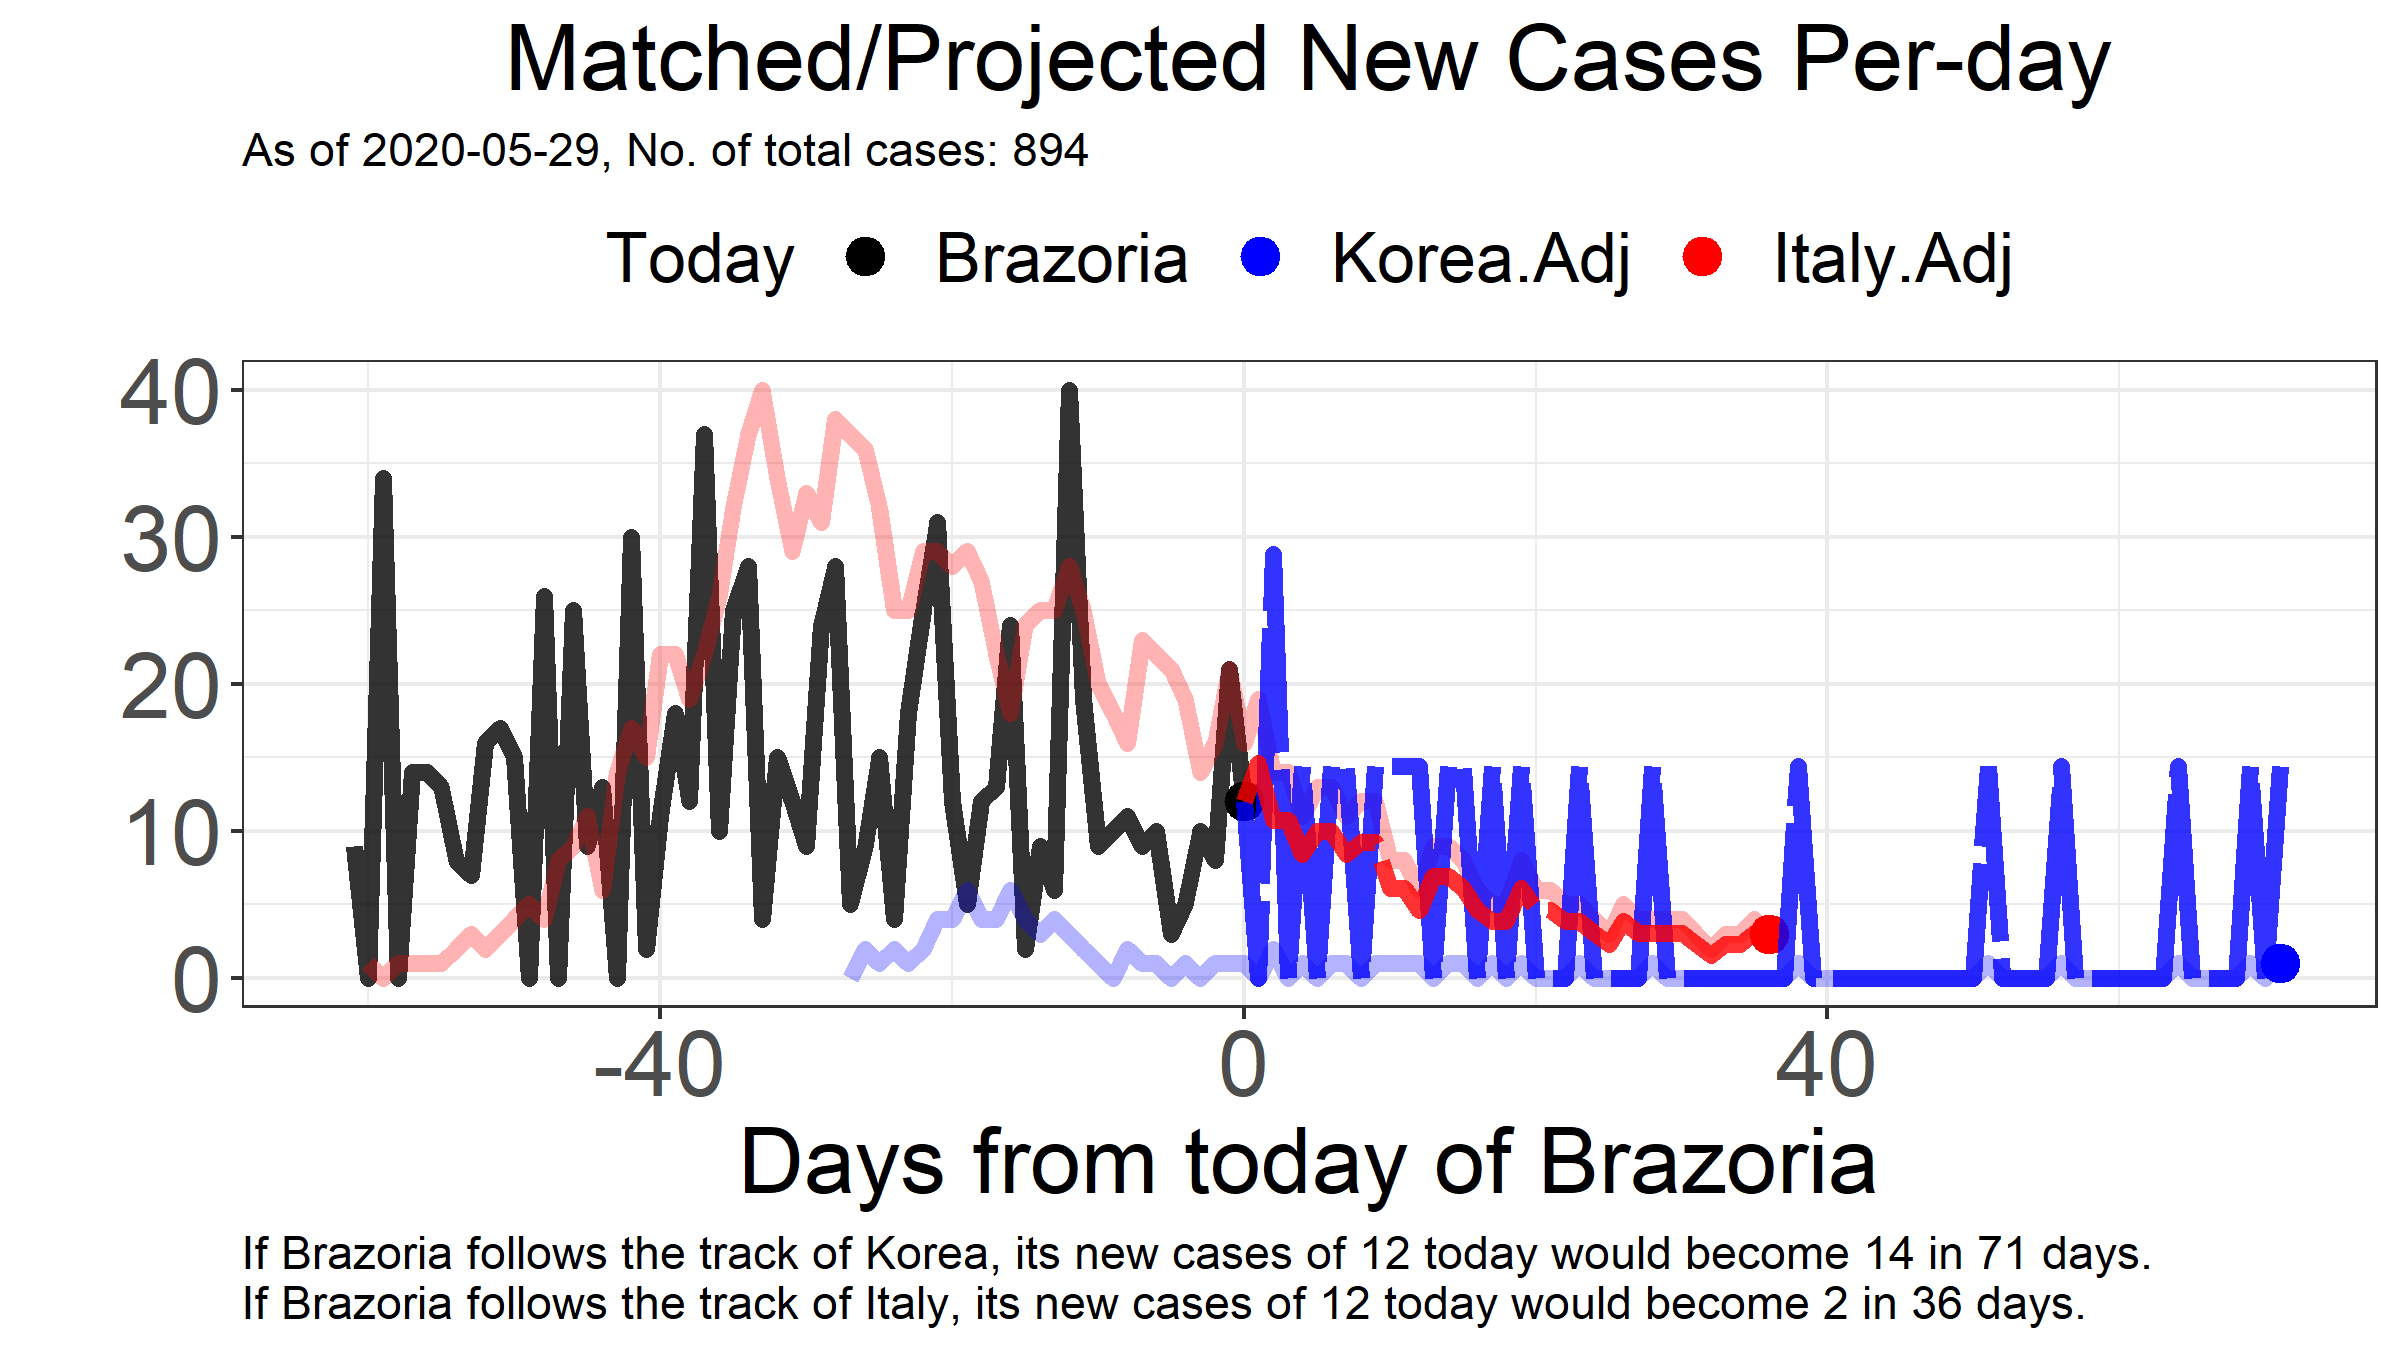 Matched/Projected New Cases Per-day
As of 2020-05-29, No. of total cases: 894
Today Brazoria Korea.Adj Italy.Adj
40
30
20
10
0
-40 0 40
Days from today of Brazoria
If Brazoria follows the track of Korea, its new cases of 12 today would become 14 in 71 days.
If Brazoria follows the track of Italy, its new cases of 12 today would become 2 in 36 days.